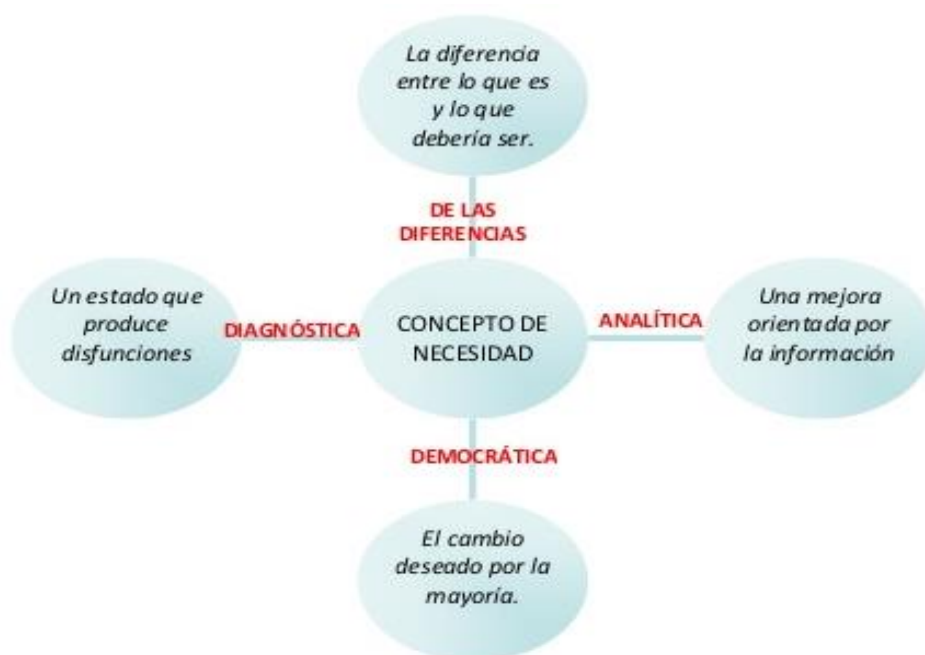 La diferencia
entre lo que es
y lo que
debería ser.
DE LAS
DIFERENCIAS
Un estado que
produce
disfunciones
DIAGNÓSTICA
CONCEPTO DE
NECESIDAD
ANALÍTICA
Una mejora
orientada por
la información
DEMOCRÁTICA
El cambio
deseado por la
mayoría.